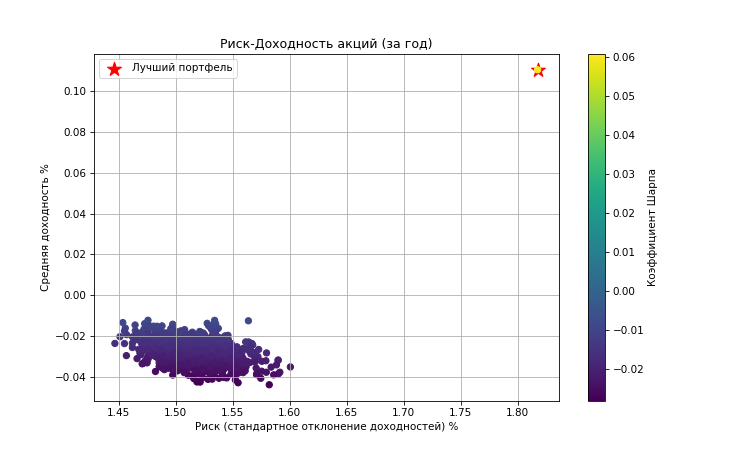 Риск-Доходность акций (за год)
Лучший портфель
Средняя доходность %
0.10
0.08
0.06
0.04
0.02
0.00
−0.02
−0.04
1.45 1.50 1.55 1.60 1.65 1.70 1.75 1.80
Риск (стандартное отклонение доходностей) %
0.06
0.05
0.04
0.03
0.02
0.01
0.00
−0.01
−0.02
Коэффициент Шарпа